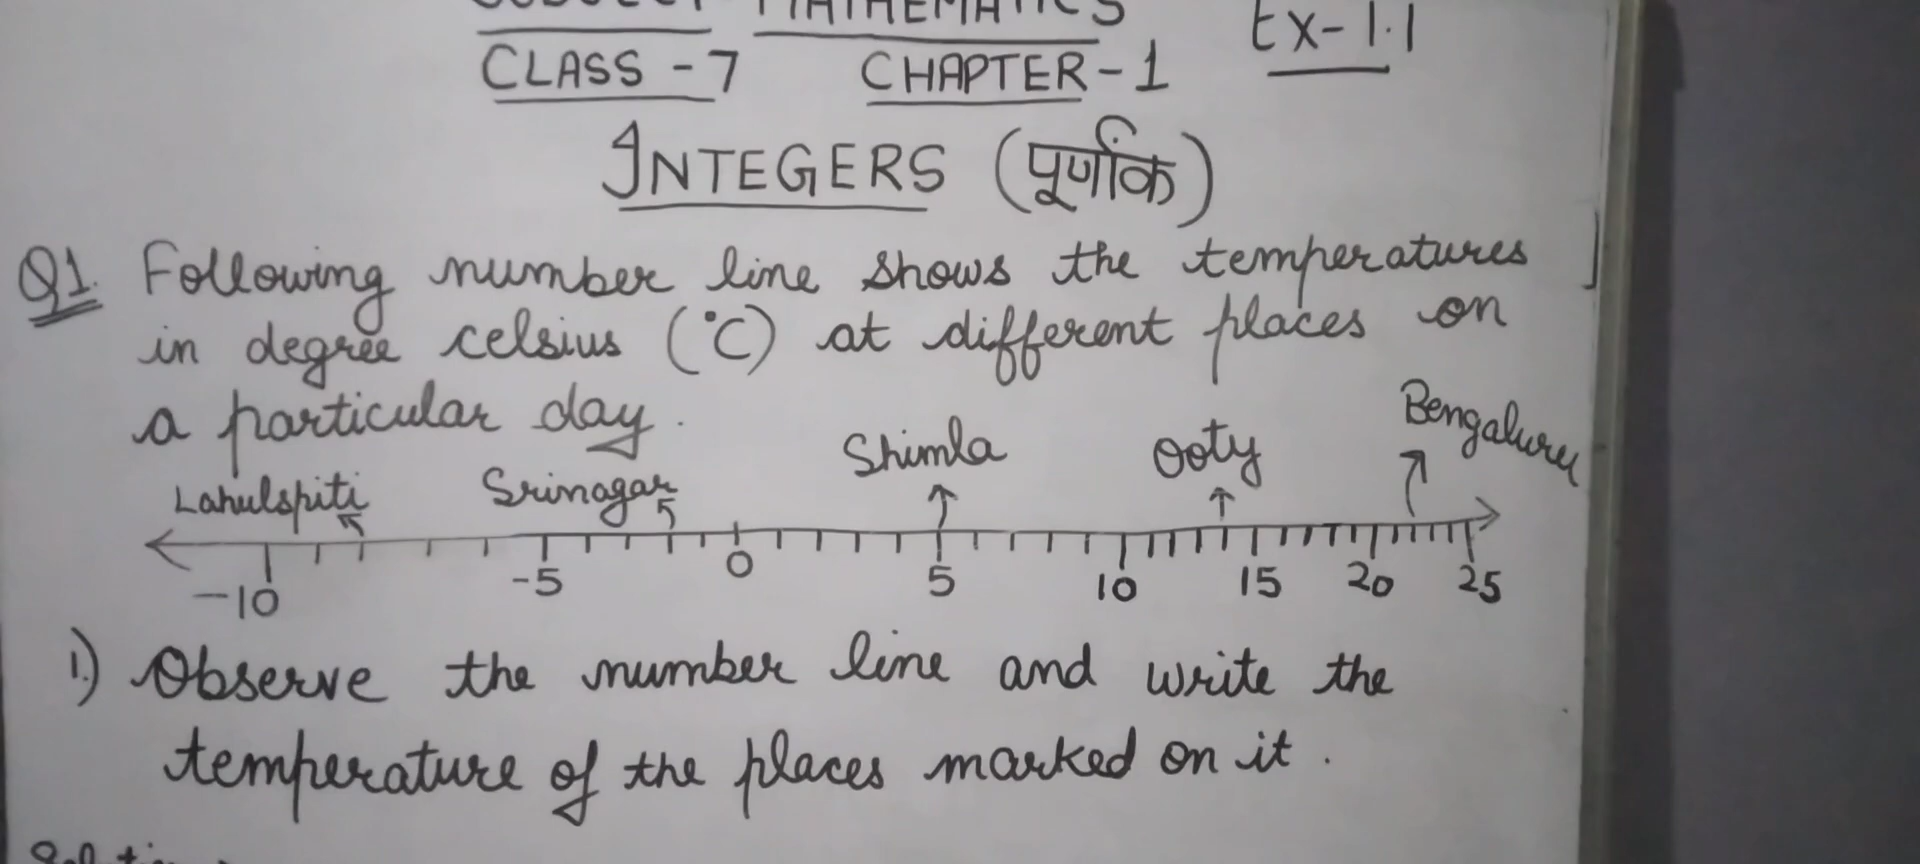 MATHEMATICS Ex-1.1
CLASS - 7 CHAPTER - 1
INTEGERS (पूर्णांक)
Q1. Following number line shows the temperatures
in degree celsius (°C) at different places on
a particular day.
Lahulspiti Srinagar Shimla Ooty Bengaluru
-10 -5 0 5 10 15 20 25
1.) Observe the number line and write the
temperature of the places marked on it.